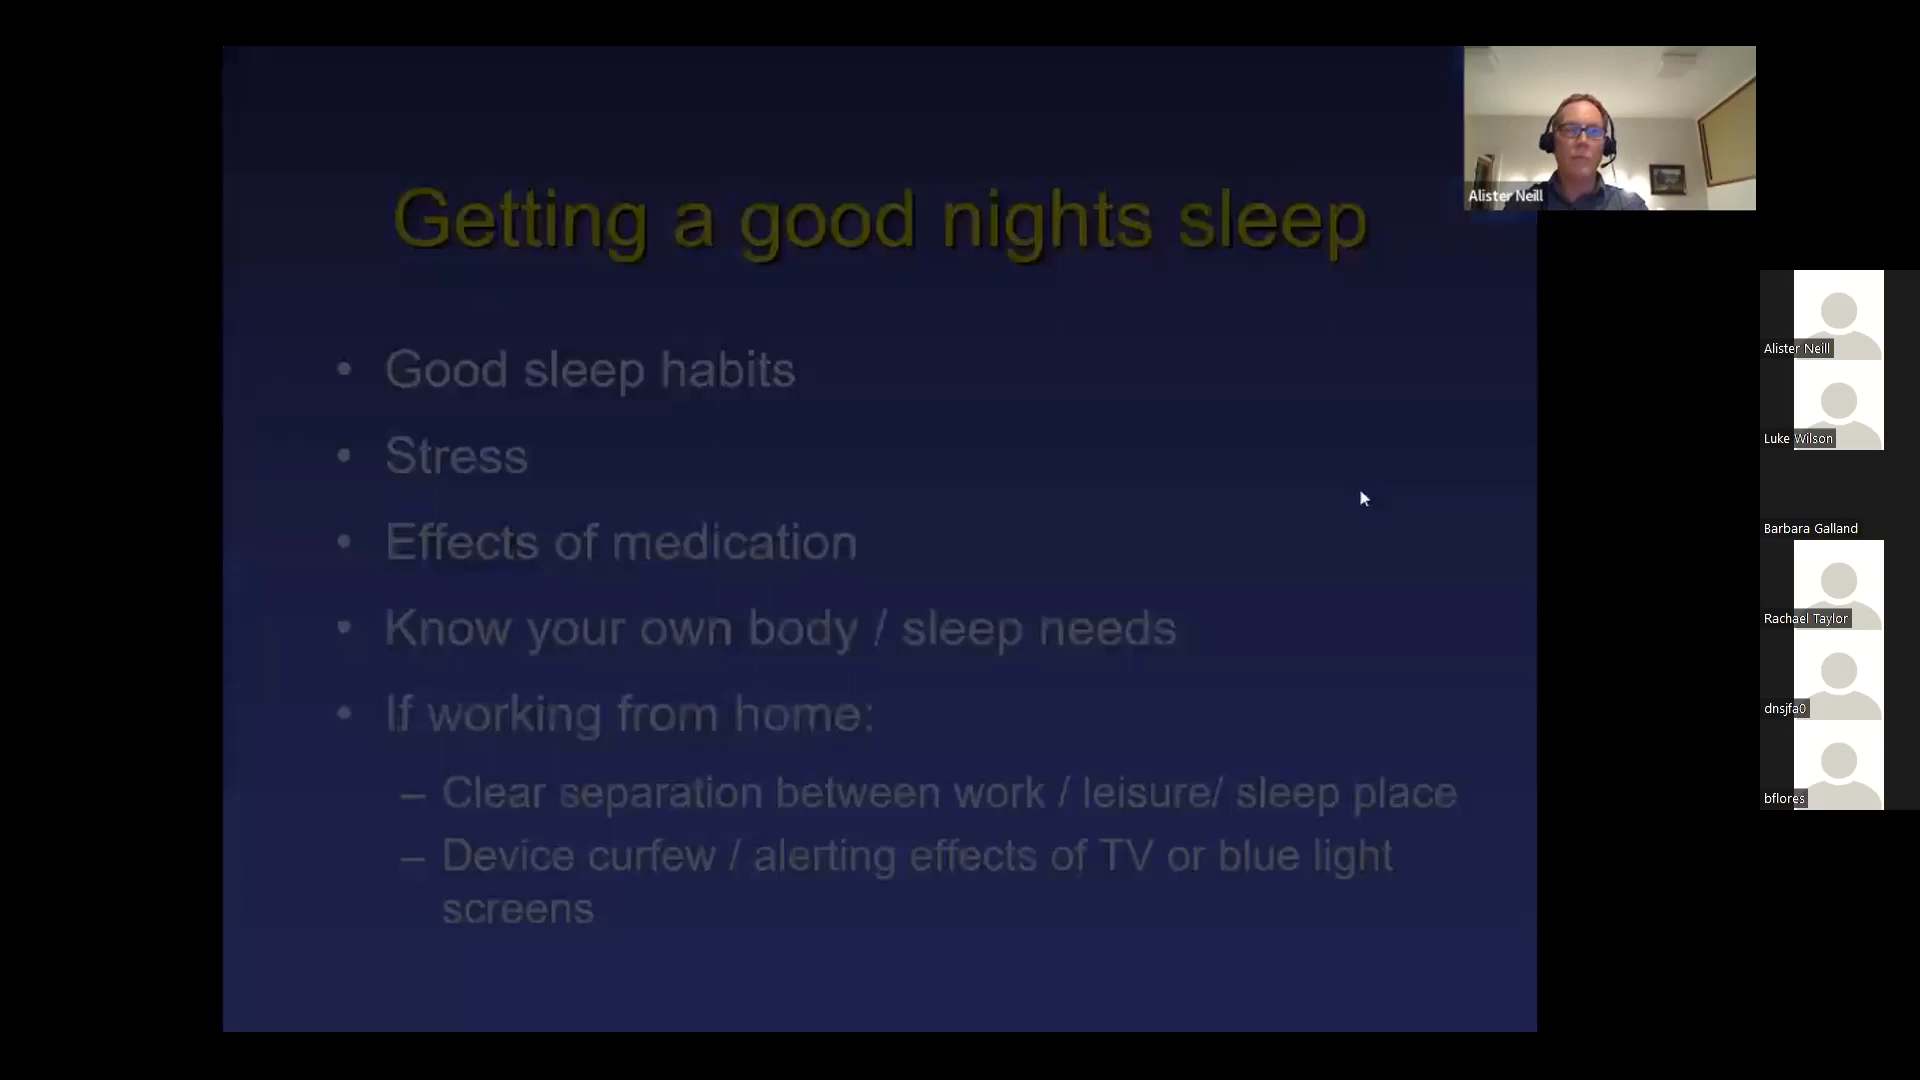 Getting a good nights sleep
• Good sleep habits
• Stress
• Effects of medication
• Know your own body / sleep needs
• If working from home:
– Clear separation between work / leisure/ sleep place
– Device curfew / alerting effects of TV or blue light
screens
Alister Neill
Alister Neill
Luke Wilson
Barbara Galland
Rachael Taylor
dnsjfa0
bflores